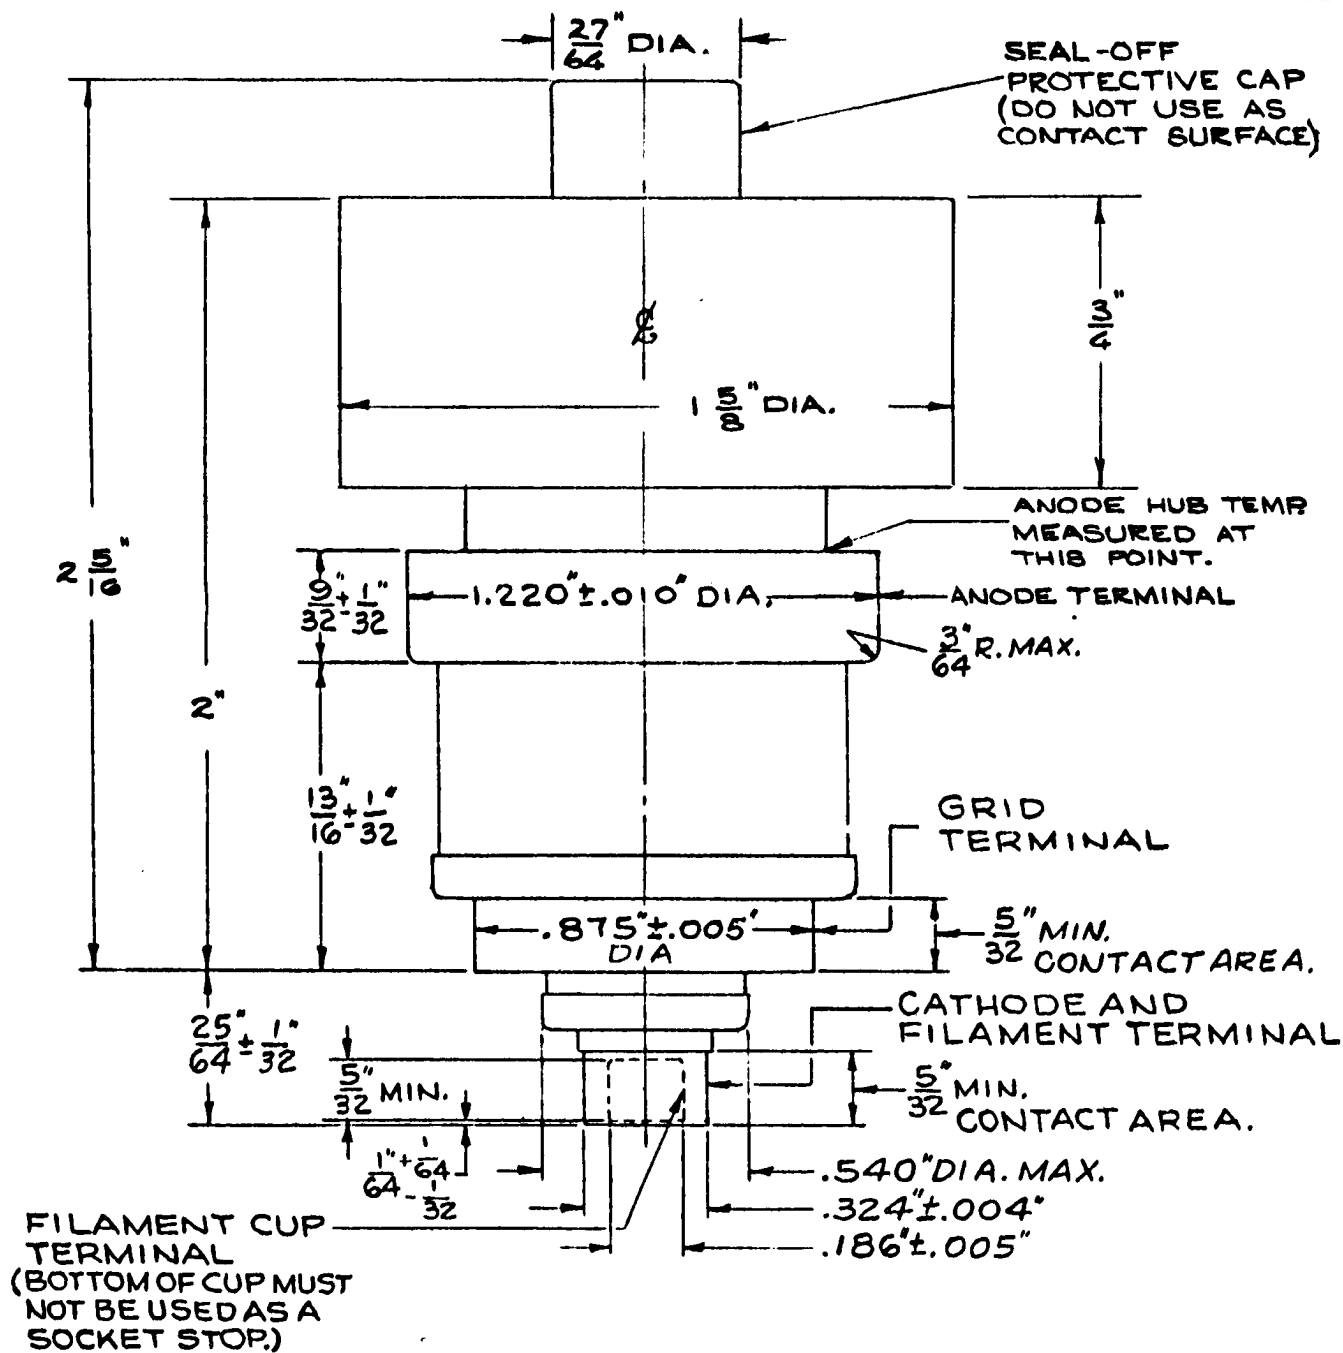 27/64" DIA.
SEAL-OFF
PROTECTIVE CAP
(DO NOT USE AS
CONTACT SURFACE)
3/4"
℄
1 5/8" DIA.
ANODE HUB TEMP.
MEASURED AT
THIS POINT.
2 5/16"
9/32" ± 1/32"
1.220" ± .010" DIA.
ANODE TERMINAL
3/64" R. MAX.
2"
13/16" ± 1/32"
GRID
TERMINAL
.875" ± .005"
DIA
5/32" MIN.
CONTACT AREA.
CATHODE AND
FILAMENT TERMINAL
25/64" ± 1/32"
5/32" MIN.
5/32" MIN.
CONTACT AREA.
1/64" + 1/64 - 1/32
.540" DIA. MAX.
.324" ± .004"
.186" ± .005"
FILAMENT CUP
TERMINAL
(BOTTOM OF CUP MUST
NOT BE USED AS A
SOCKET STOP.)